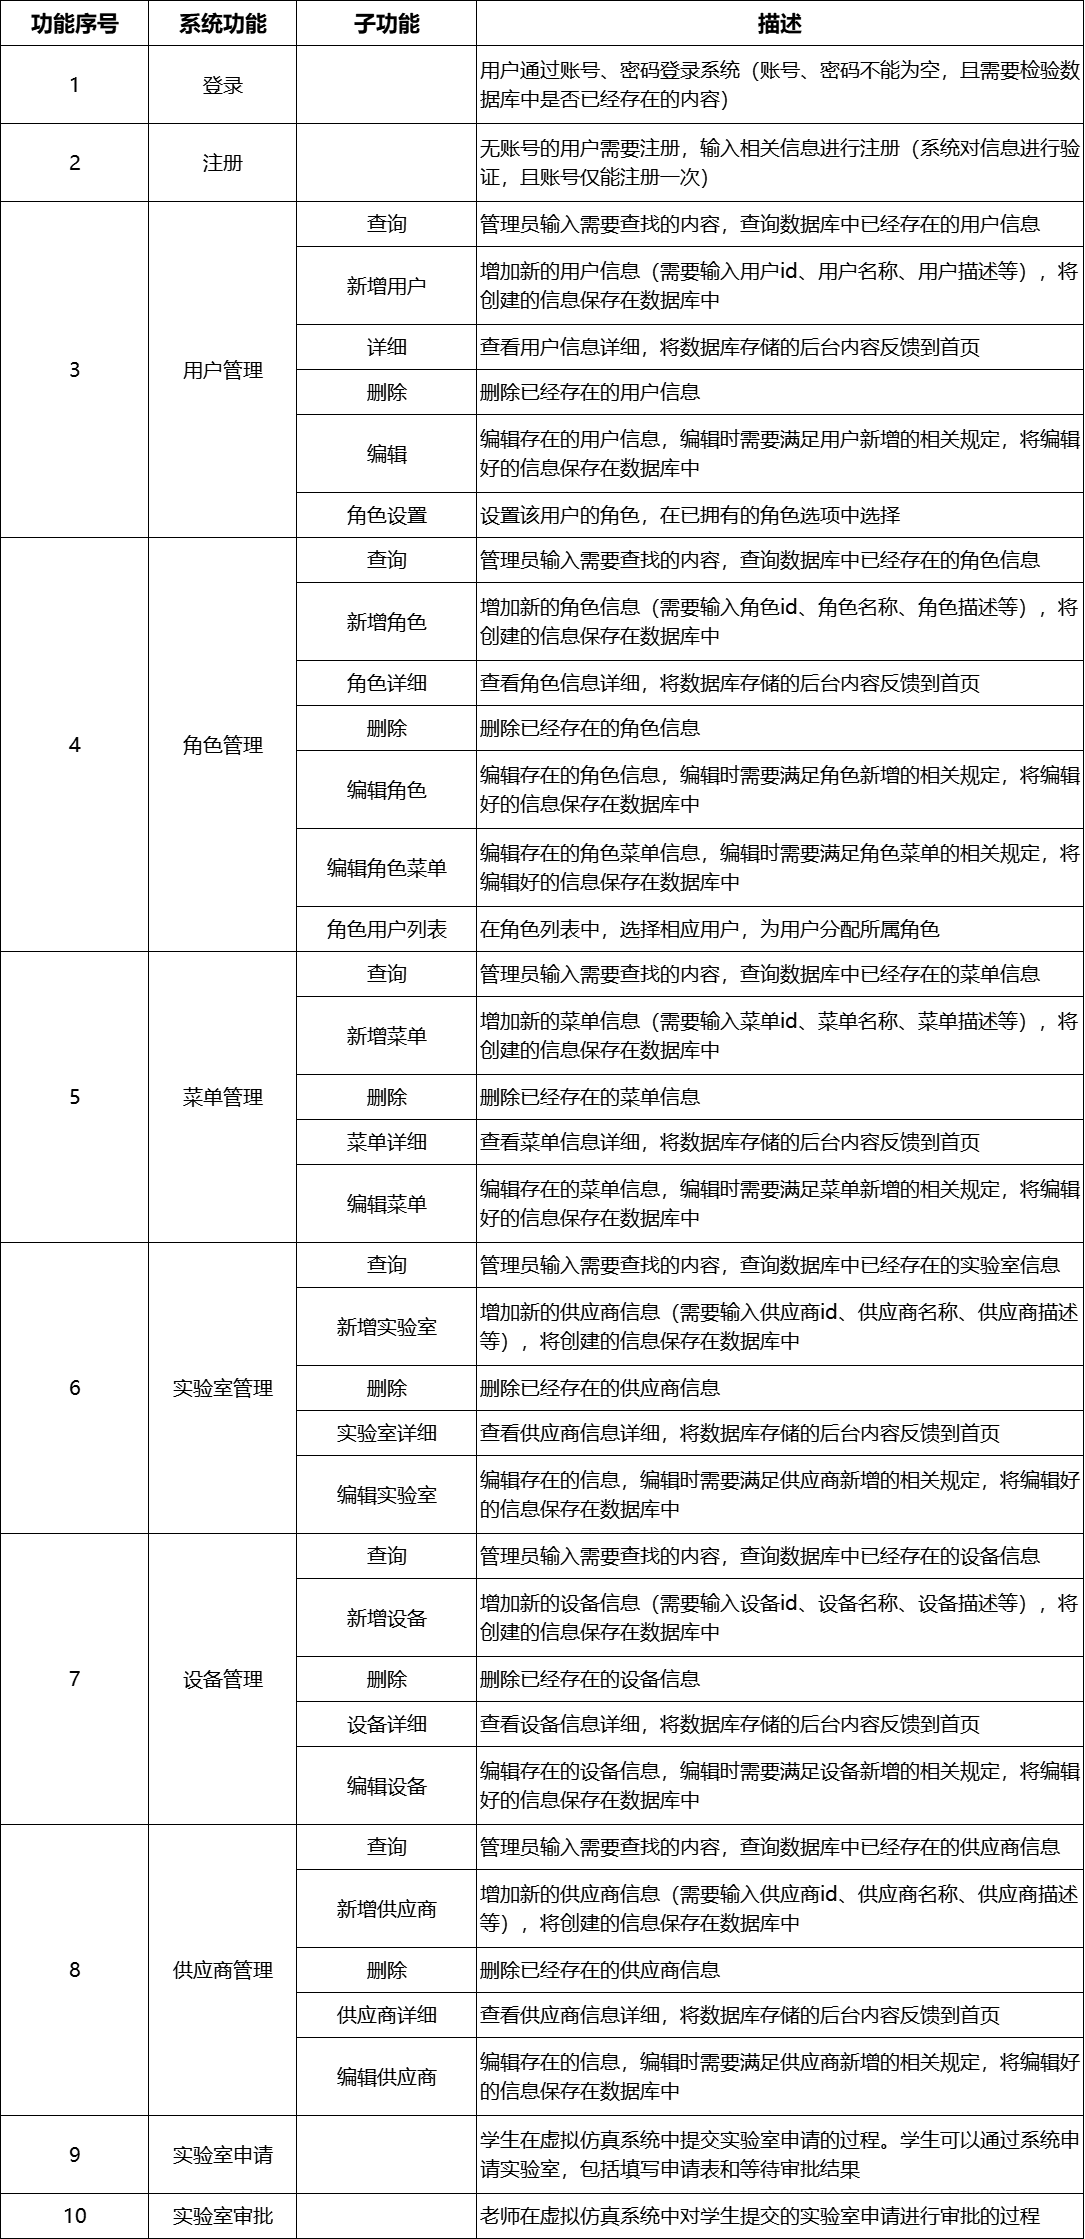 功能序号 系统功能 子功能 描述
1 登录 用户通过账号、密码登录系统（账号、密码不能为空，且需要检验数
据库中是否已经存在的内容）
2 注册 无账号的用户需要注册，输入相关信息进行注册（系统对信息进行验
证，且账号仅能注册一次）
3 用户管理 查询 管理员输入需要查找的内容，查询数据库中已经存在的用户信息
新增用户 增加新的用户信息（需要输入用户id、用户名称、用户描述等），将
创建的信息保存在数据库中
详细 查看用户信息详细，将数据库存储的后台内容反馈到首页
删除 删除已经存在的用户信息
编辑 编辑存在的用户信息，编辑时需要满足用户新增的相关规定，将编辑
好的信息保存在数据库中
角色设置 设置该用户的角色，在已拥有的角色选项中选择
4 角色管理 查询 管理员输入需要查找的内容，查询数据库中已经存在的角色信息
新增角色 增加新的角色信息（需要输入角色id、角色名称、角色描述等），将
创建的信息保存在数据库中
角色详细 查看角色信息详细，将数据库存储的后台内容反馈到首页
删除 删除已经存在的角色信息
编辑角色 编辑存在的角色信息，编辑时需要满足角色新增的相关规定，将编辑
好的信息保存在数据库中
编辑角色菜单 编辑存在的角色菜单信息，编辑时需要满足角色菜单的相关规定，将
编辑好的信息保存在数据库中
角色用户列表 在角色列表中，选择相应用户，为用户分配所属角色
5 菜单管理 查询 管理员输入需要查找的内容，查询数据库中已经存在的菜单信息
新增菜单 增加新的菜单信息（需要输入菜单id、菜单名称、菜单描述等），将
创建的信息保存在数据库中
删除 删除已经存在的菜单信息
菜单详细 查看菜单信息详细，将数据库存储的后台内容反馈到首页
编辑菜单 编辑存在的菜单信息，编辑时需要满足菜单新增的相关规定，将编辑
好的信息保存在数据库中
6 实验室管理 查询 管理员输入需要查找的内容，查询数据库中已经存在的实验室信息
新增实验室 增加新的供应商信息（需要输入供应商id、供应商名称、供应商描述
等），将创建的信息保存在数据库中
删除 删除已经存在的供应商信息
实验室详细 查看供应商信息详细，将数据库存储的后台内容反馈到首页
编辑实验室 编辑存在的信息，编辑时需要满足供应商新增的相关规定，将编辑好
的信息保存在数据库中
7 设备管理 查询 管理员输入需要查找的内容，查询数据库中已经存在的设备信息
新增设备 增加新的设备信息（需要输入设备id、设备名称、设备描述等），将
创建的信息保存在数据库中
删除 删除已经存在的设备信息
设备详细 查看设备信息详细，将数据库存储的后台内容反馈到首页
编辑设备 编辑存在的设备信息，编辑时需要满足设备新增的相关规定，将编辑
好的信息保存在数据库中
8 供应商管理 查询 管理员输入需要查找的内容，查询数据库中已经存在的供应商信息
新增供应商 增加新的供应商信息（需要输入供应商id、供应商名称、供应商描述
等），将创建的信息保存在数据库中
删除 删除已经存在的供应商信息
供应商详细 查看供应商信息详细，将数据库存储的后台内容反馈到首页
编辑供应商 编辑存在的信息，编辑时需要满足供应商新增的相关规定，将编辑好
的信息保存在数据库中
9 实验室申请 学生在虚拟仿真系统中提交实验室申请的过程。学生可以通过系统申
请实验室，包括填写申请表和等待审批结果
10 实验室审批 老师在虚拟仿真系统中对学生提交的实验室申请进行审批的过程